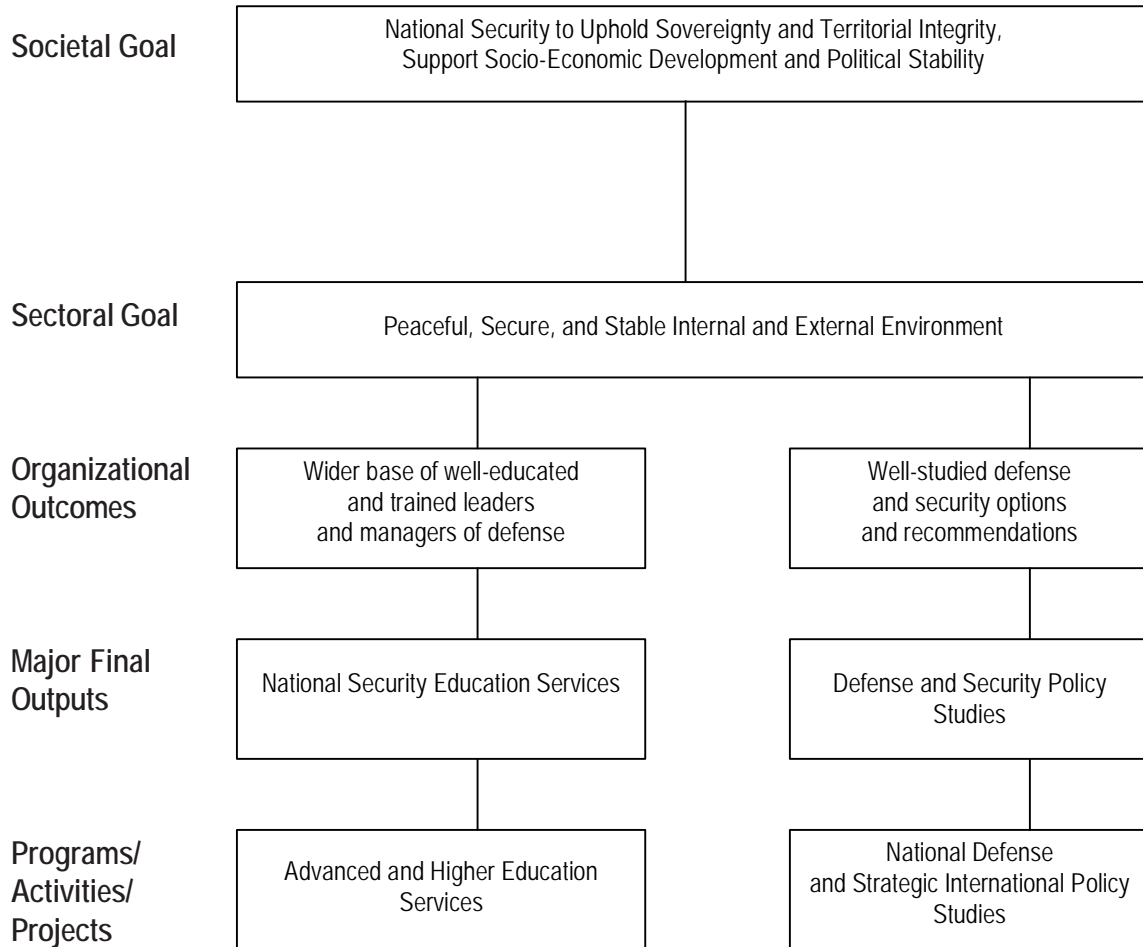 Societal Goal
National Security to Uphold Sovereignty and Territorial Integrity,
Support Socio-Economic Development and Political Stability
Sectoral Goal
Peaceful, Secure, and Stable Internal and External Environment
Organizational
Outcomes
Wider base of well-educated
and trained leaders
and managers of defense
Well-studied defense
and security options
and recommendations
Major Final
Outputs
National Security Education Services
Defense and Security Policy
Studies
Programs/
Activities/
Projects
Advanced and Higher Education
Services
National Defense
and Strategic International Policy
Studies